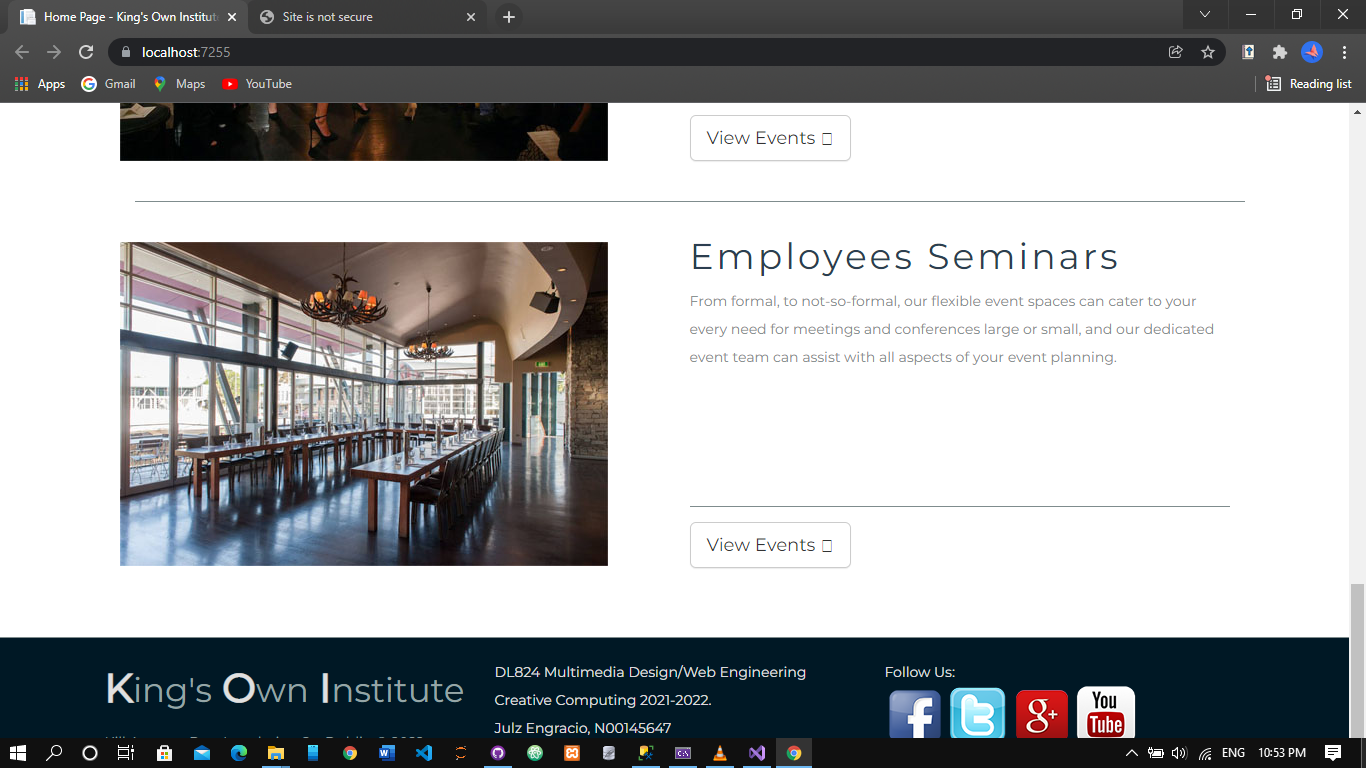 Home Page - King's Own Institut
Site is not secure
localhost:7255
Apps
Gmail
Maps
YouTube
Reading list
View Events
Employees Seminars
From formal, to not-so-formal, our flexible event spaces can cater to your
every need for meetings and conferences large or small, and our dedicated
event team can assist with all aspects of your event planning.
View Events
King's Own Institute
DL824 Multimedia Design/Web Engineering
Creative Computing 2021-2022.
Julz Engracio, N00145647
Follow Us:
You
Tube
ENG
10:53 PM